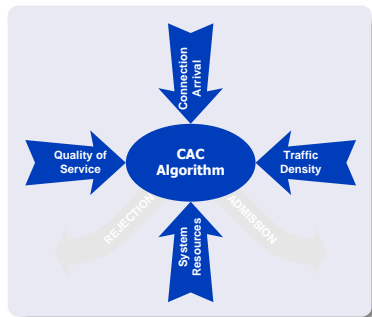 Connection
Arrival
Quality of
Service
CAC
Algorithm
Traffic
Density
REJECTION
ADMISSION
System
Resources